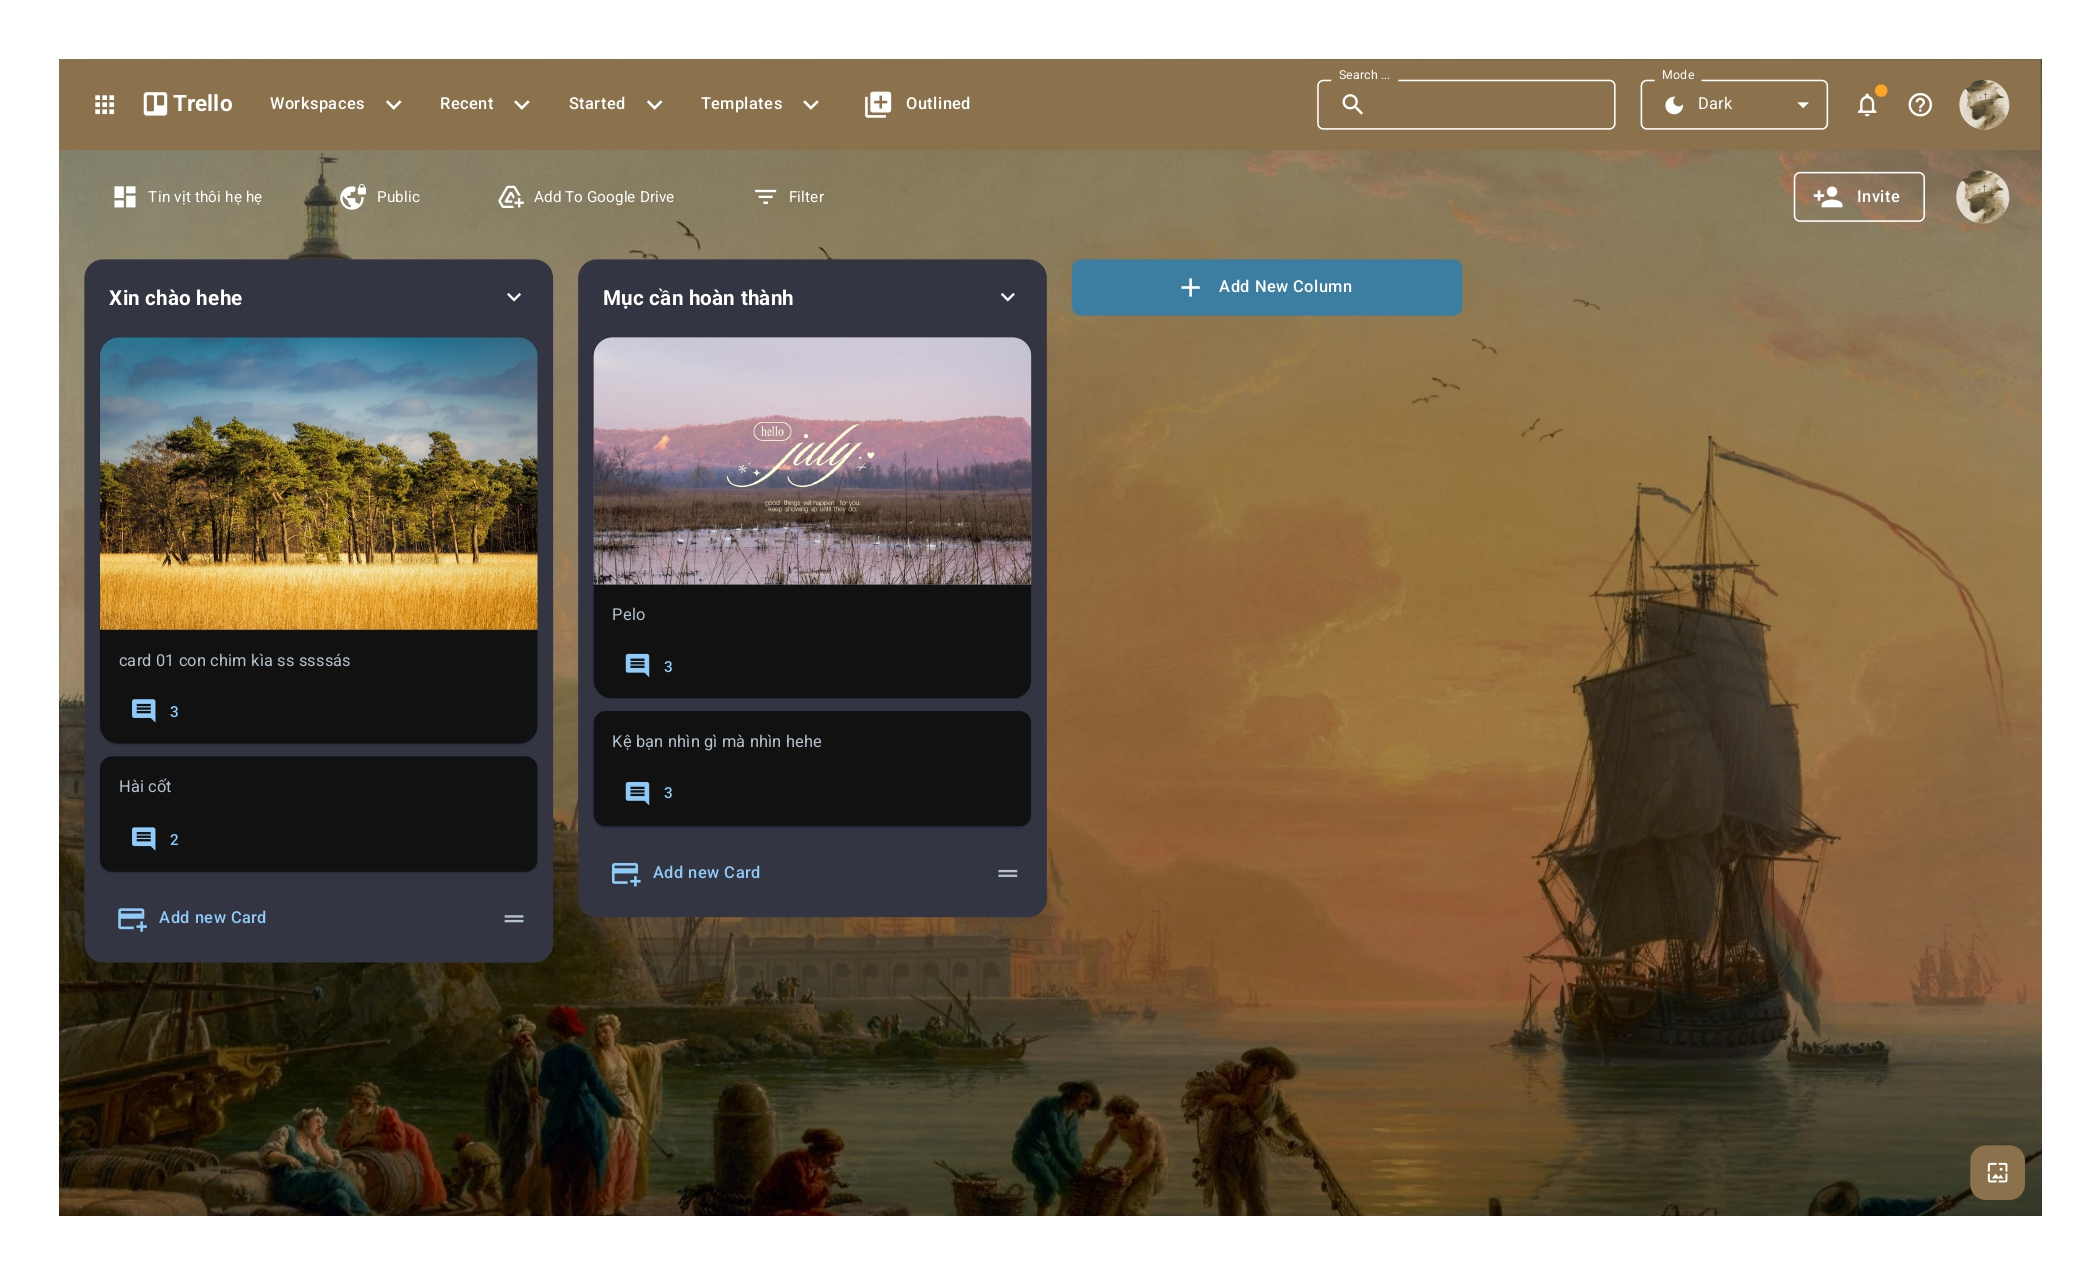 Trello
Workspaces
Recent
Started
Templates
Outlined
Search ...
Mode
Dark
Tin vịt thôi hẹ hẹ
Public
Add To Google Drive
Filter
Invite
Xin chào hehe
card 01 con chim kìa ss ssssás
3
Hài cốt
2
Add new Card
Mục cần hoàn thành
hello
july
good things will happen for you.
keep showing up until they do.
Pelo
3
Kệ bạn nhìn gì mà nhìn hehe
3
Add new Card
Add New Column